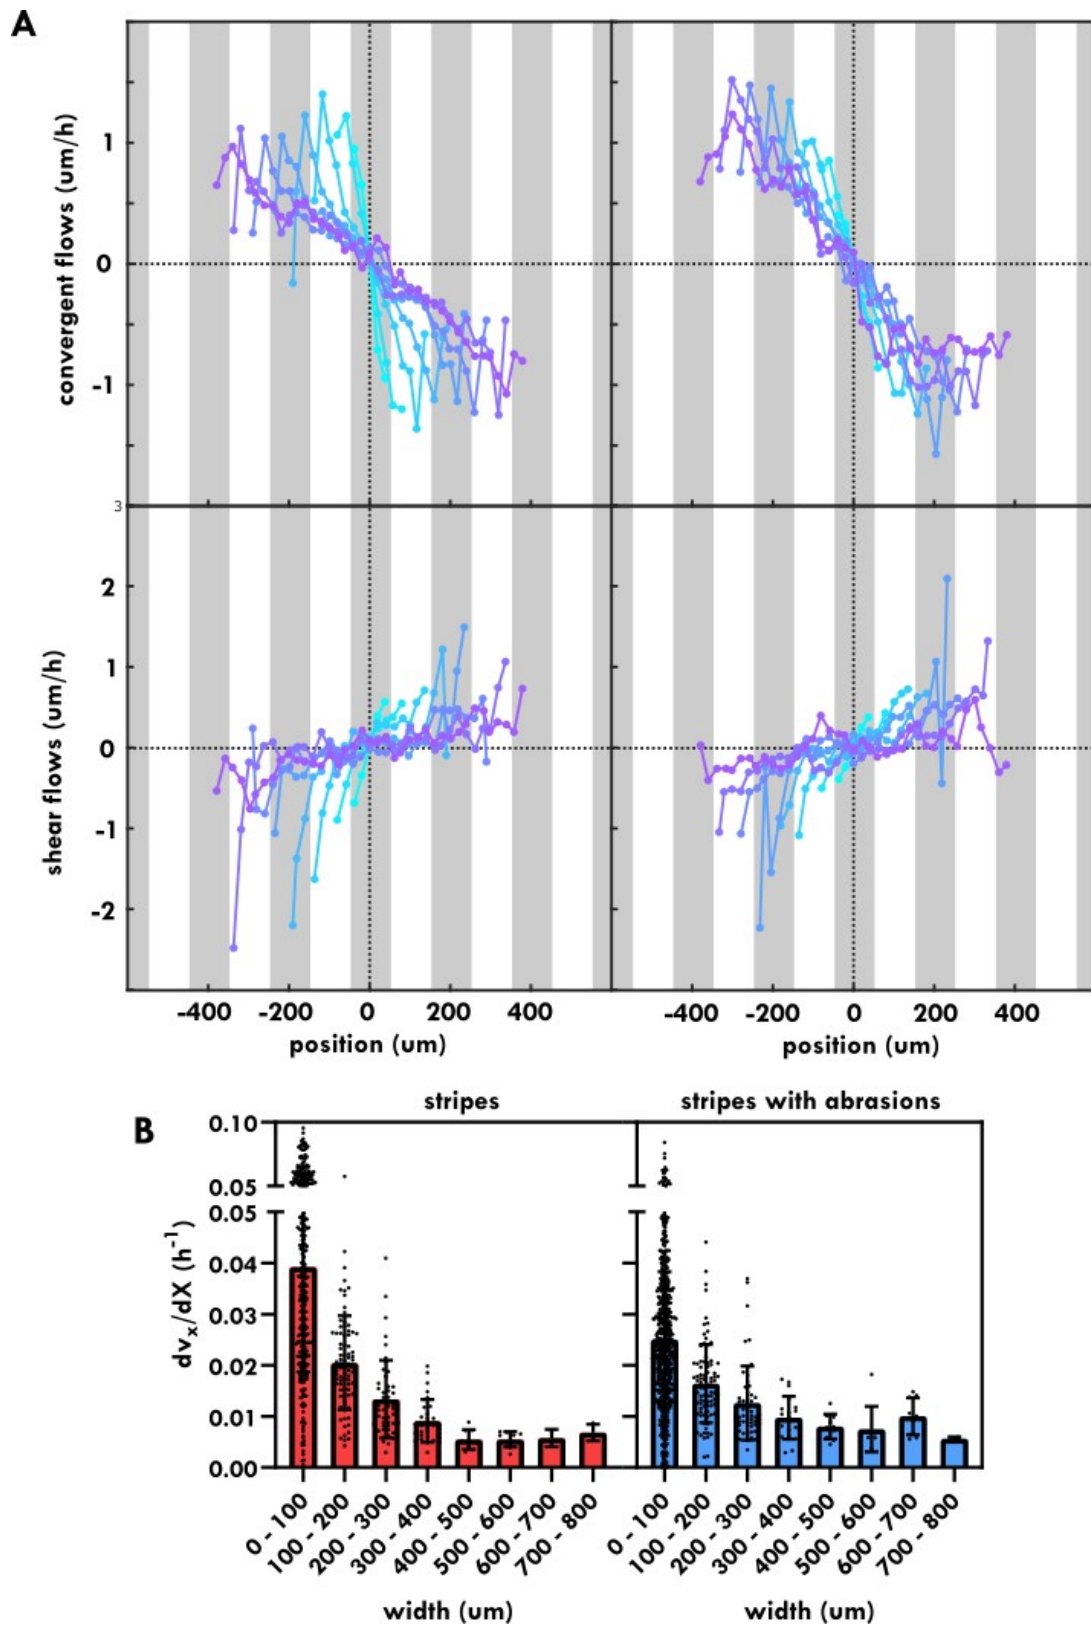 A
convergent flows (um/h)
1
0
-1
3
shear flows (um/h)
2
1
0
-1
-2
-400 -200 0 200 400 -400 -200 0 200 400
position (um) position (um)
B
stripes stripes with abrasions
dvx/dX (h-1)
0.10
0.05
0.05
0.04
0.03
0.02
0.01
0.00
0 - 100 100 - 200 200 - 300 300 - 400 400 - 500 500 - 600 600 - 700 700 - 800 0 - 100 100 - 200 200 - 300 300 - 400 400 - 500 500 - 600 600 - 700 700 - 800
width (um) width (um)